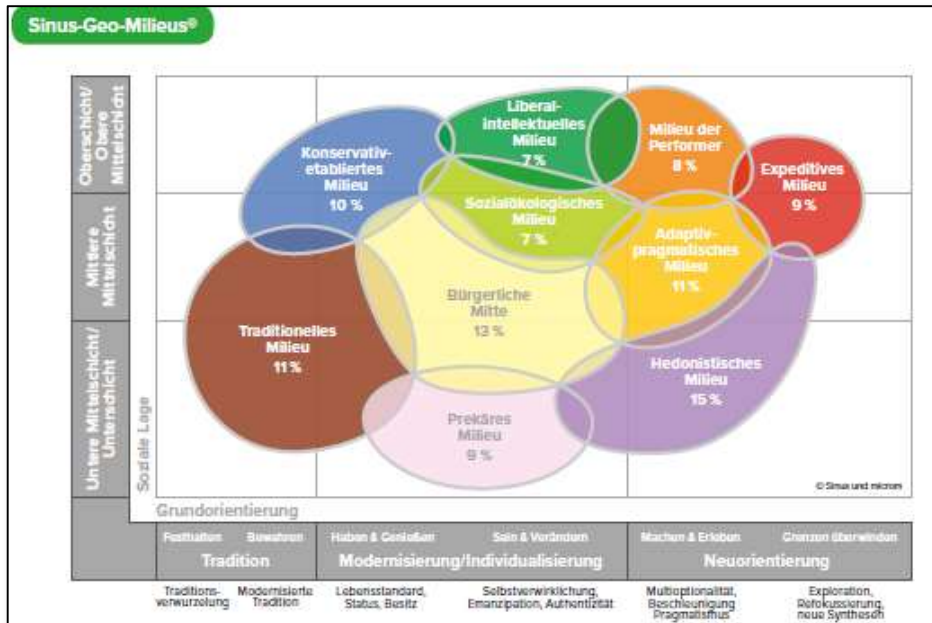 Sinus-Geo-Milieus®
Oberschicht/
Obere
Mittelschicht
Mittlere
Mittelschicht
Untere Mittelschicht/
Unterschicht
Soziale Lage
Konservativ-
etabliertes
Milieu
10 %
Liberal-
intellektuelles
Milieu
7 %
Milieu der
Performer
8 %
Expeditives
Milieu
9 %
Sozialökologisches
Milieu
7 %
Adaptiv-
pragmatisches
Milieu
11 %
Traditionelles
Milieu
11 %
Bürgerliche
Mitte
13 %
Hedonistisches
Milieu
15 %
Prekäres
Milieu
9 %
© Sinus und microm
Grundorientierung
Festhalten
Bewahren
Haben & Genießen
Sein & Verändern
Machen & Erleben
Grenzen überwinden
Tradition
Modernisierung/Individualisierung
Neuorientierung
Traditions-
verwurzelung
Modernisierte
Tradition
Lebensstandard,
Status, Besitz
Selbstverwirklichung,
Emanzipation, Authentizität
Multioptionalität,
Beschleunigung
Pragmatismus
Exploration,
Refokussierung,
neue Synthesen